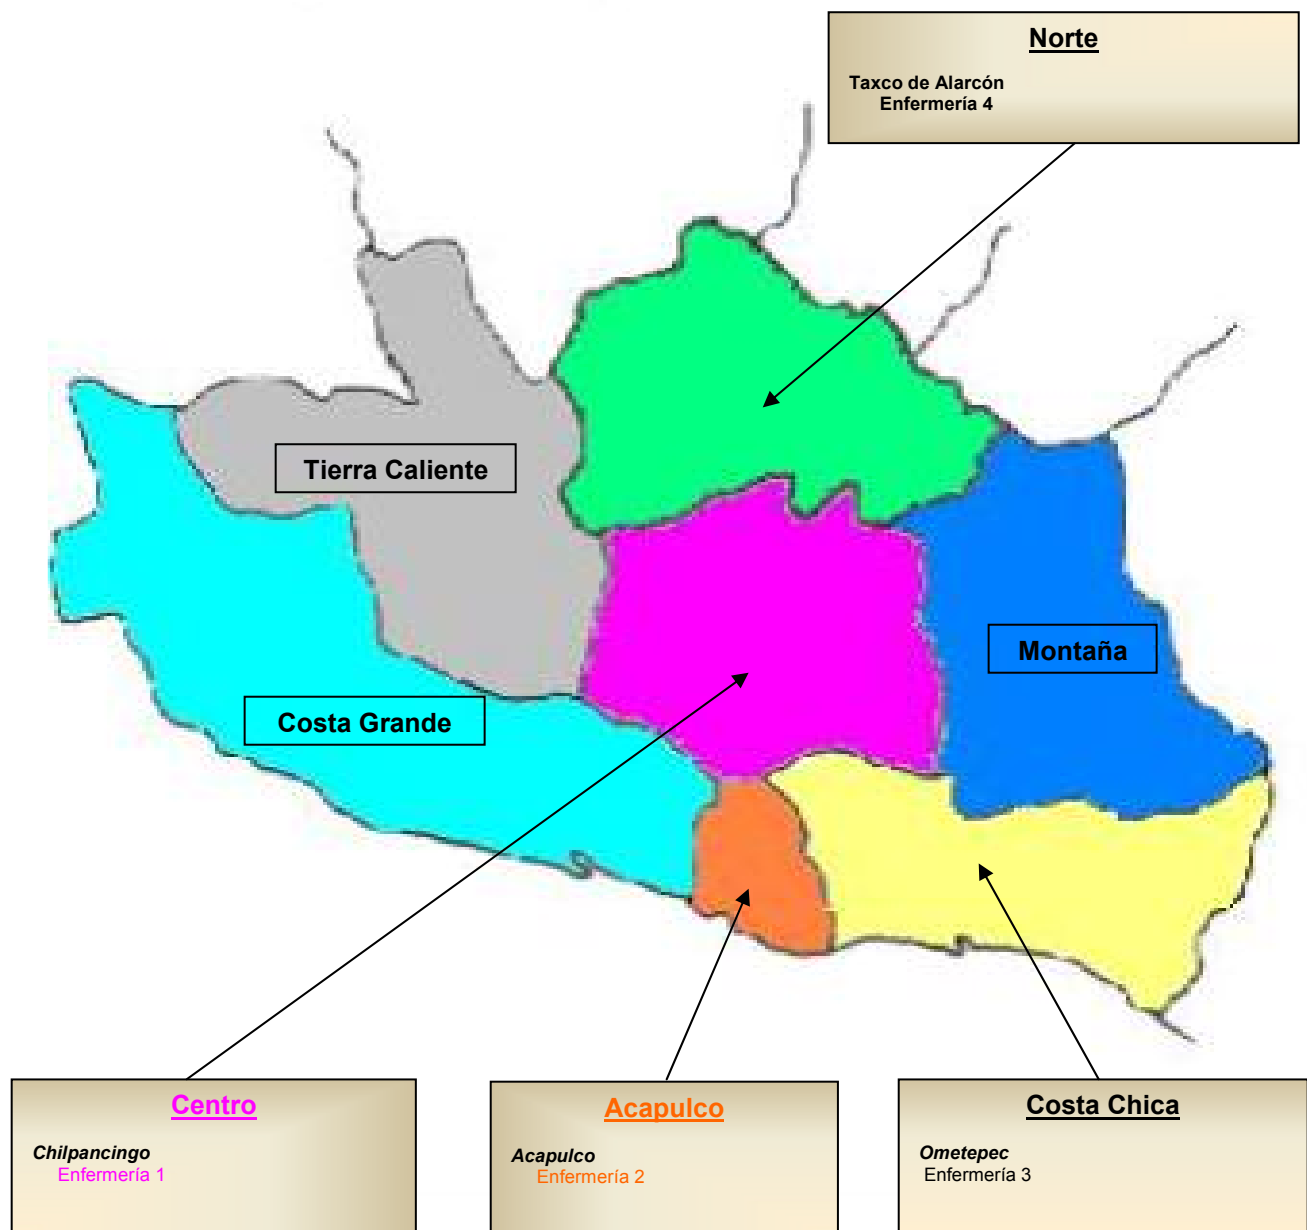 Norte
Taxco de Alarcón
Enfermería 4
Tierra Caliente
Montaña
Costa Grande
Centro
Chilpancingo
Enfermería 1
Acapulco
Acapulco
Enfermería 2
Costa Chica
Ometepec
Enfermería 3